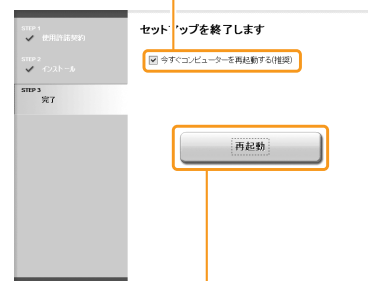 STEP 1
使用許諾契約
STEP 2
インストール
STEP 3
完了
セットアップを終了します
今すぐコンピューターを再起動する(推奨)
再起動